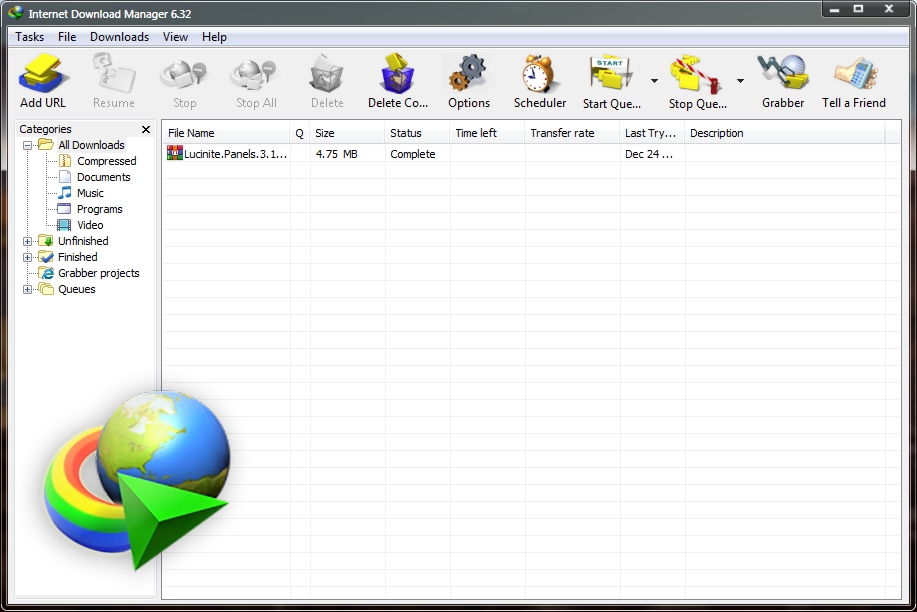 Internet Download Manager 6.32
Tasks File Downloads View Help
Add URL Resume Stop Stop All Delete Delete Co... Options Scheduler Start Que... Stop Que... Grabber Tell a Friend
START
Categories
All Downloads
Compressed
Documents
Music
Programs
Video
Unfinished
Finished
Grabber projects
Queues
File Name Q Size Status Time left Transfer rate Last Try... Description
Lucinite.Panels.3.1... 4.75 MB Complete Dec 24 ...